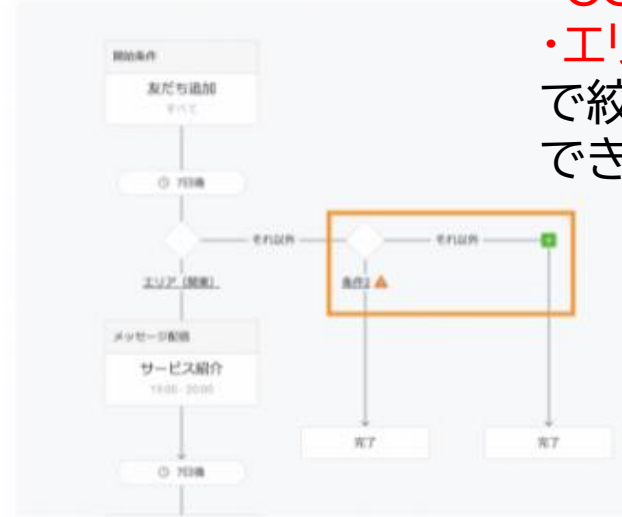 ・エリ
で絞
でき
開始条件
友だち追加
すべて
7日後
それ以外
それ以外
エリア（関東）
条件2
メッセージ配信
サービス紹介
19:00 - 20:00
完了
完了
7日後